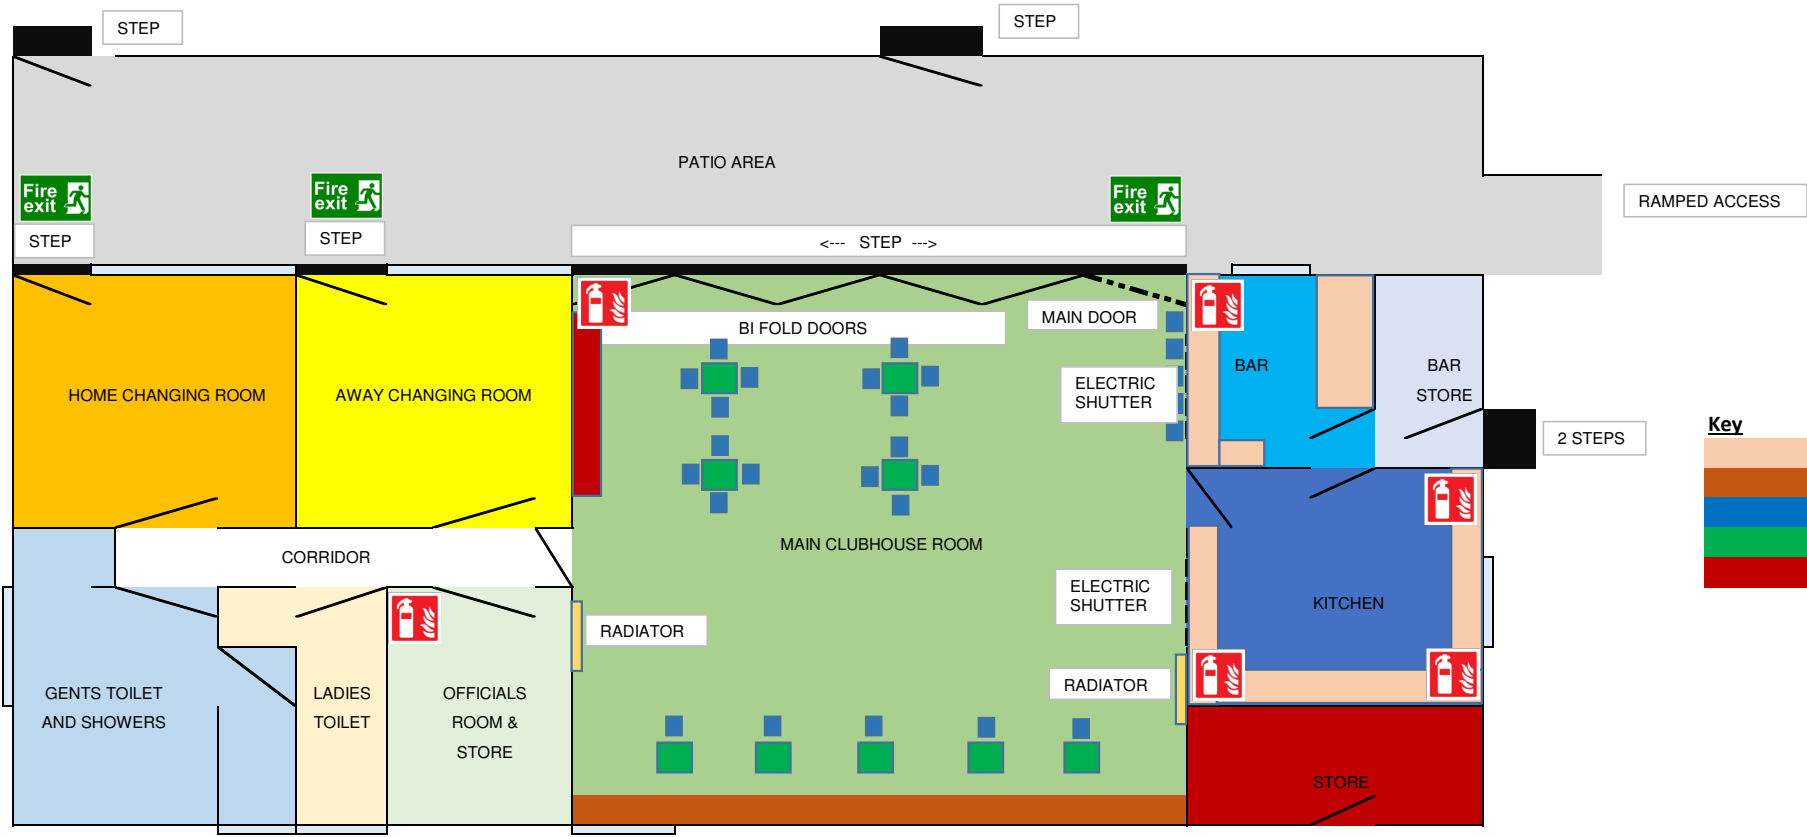 STEP
STEP
PATIO AREA
Fire
exit
Fire
exit
Fire
exit
RAMPED ACCESS
STEP
STEP
<--- STEP --->
MAIN DOOR
BI FOLD DOORS
HOME CHANGING ROOM
AWAY CHANGING ROOM
ELECTRIC
SHUTTER
BAR
BAR
STORE
2 STEPS
Key
CORRIDOR
MAIN CLUBHOUSE ROOM
ELECTRIC
SHUTTER
KITCHEN
RADIATOR
RADIATOR
GENTS TOILET
AND SHOWERS
LADIES
TOILET
OFFICIALS
ROOM &
STORE
STORE